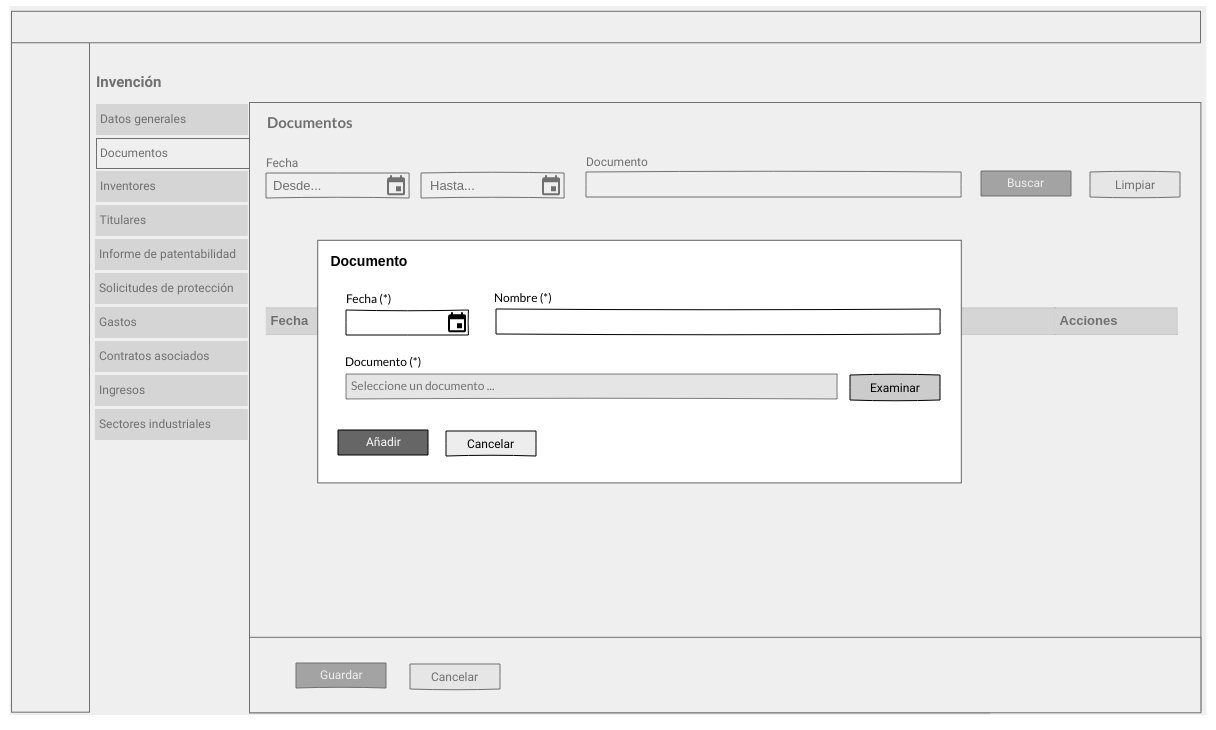 Invención
Datos generales
Documentos
Inventores
Titulares
Informe de patentabilidad
Solicitudes de protección
Gastos
Contratos asociados
Ingresos
Sectores industriales
Documentos
Fecha
Documento
Desde...
Hasta...
Buscar
Limpiar
Fecha
Acciones
Documento
Fecha (*)
Nombre (*)
Documento (*)
Seleccione un documento ...
Examinar
Añadir
Cancelar
Guardar
Cancelar